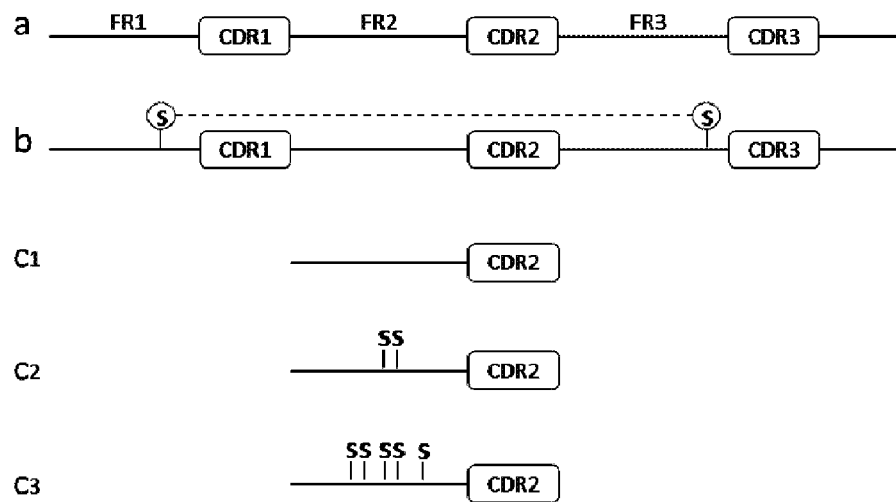 a FR1 CDR1 FR2 CDR2 FR3 CDR3
S S
b CDR1 CDR2 CDR3
C1 CDR2
SS
C2 CDR2
SS SS S
C3 CDR2